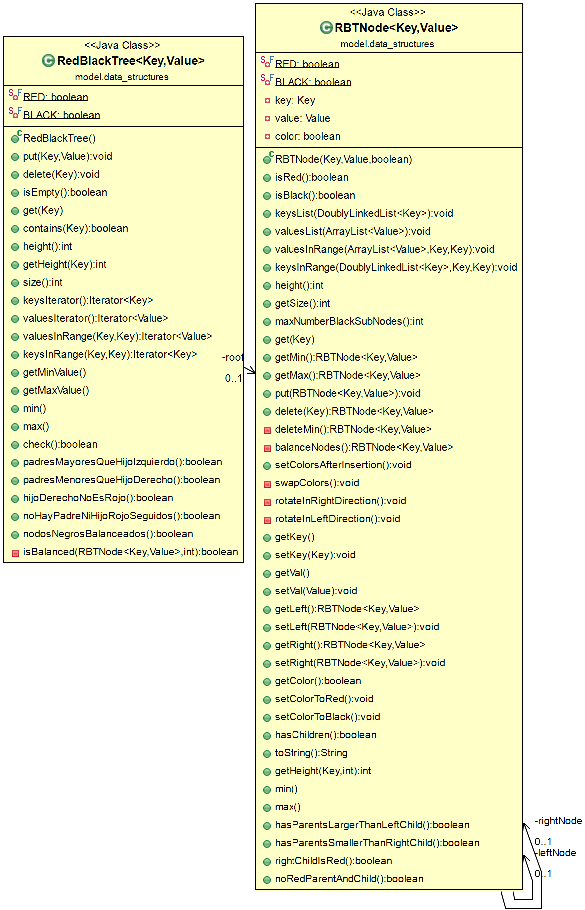 <<Java Class>>
RedBlackTree<Key,Value>
model.data_structures
RED: boolean
BLACK: boolean
RedBlackTree()
put(Key,Value):void
delete(Key):void
isEmpty():boolean
get(Key)
contains(Key):boolean
height():int
getHeight(Key):int
size():int
keysIterator():Iterator<Key>
valuesIterator():Iterator<Value>
valuesInRange(Key,Key):Iterator<Value>
keysInRange(Key,Key):Iterator<Key>
getMinValue()
getMaxValue()
min()
max()
check():boolean
padresMayoresQueHijoIzquierdo():boolean
padresMenoresQueHijoDerecho():boolean
hijoDerechoNoEsRojo():boolean
noHayPadreNiHijoRojoSeguidos():boolean
nodosNegrosBalanceados():boolean
isBalanced(RBTNode<Key,Value>,int):boolean
-root
0..1
<<Java Class>>
RBTNode<Key,Value>
model.data_structures
RED: boolean
BLACK: boolean
key: Key
value: Value
color: boolean
RBTNode(Key,Value,boolean)
isRed():boolean
isBlack():boolean
keysList(DoublyLinkedList<Key>):void
valuesList(ArrayList<Value>):void
valuesInRange(ArrayList<Value>,Key,Key):void
keysInRange(DoublyLinkedList<Key>,Key,Key):void
height():int
getSize():int
maxNumberBlackSubNodes():int
get(Key)
getMin():RBTNode<Key,Value>
getMax():RBTNode<Key,Value>
put(RBTNode<Key,Value>):void
delete(Key):RBTNode<Key,Value>
deleteMin():RBTNode<Key,Value>
balanceNodes():RBTNode<Key,Value>
setColorsAfterInsertion():void
swapColors():void
rotateInRightDirection():void
rotateInLeftDirection():void
getKey()
setKey(Key):void
getVal()
setVal(Value):void
getLeft():RBTNode<Key,Value>
setLeft(RBTNode<Key,Value>):void
getRight():RBTNode<Key,Value>
setRight(RBTNode<Key,Value>):void
getColor():boolean
setColorToRed():void
setColorToBlack():void
hasChildren():boolean
toString():String
getHeight(Key,int):int
min()
max()
hasParentsLargerThanLeftChild():boolean
hasParentsSmallerThanRightChild():boolean
rightChildIsRed():boolean
noRedParentAndChild():boolean
-rightNode
0..1
-leftNode
0..1